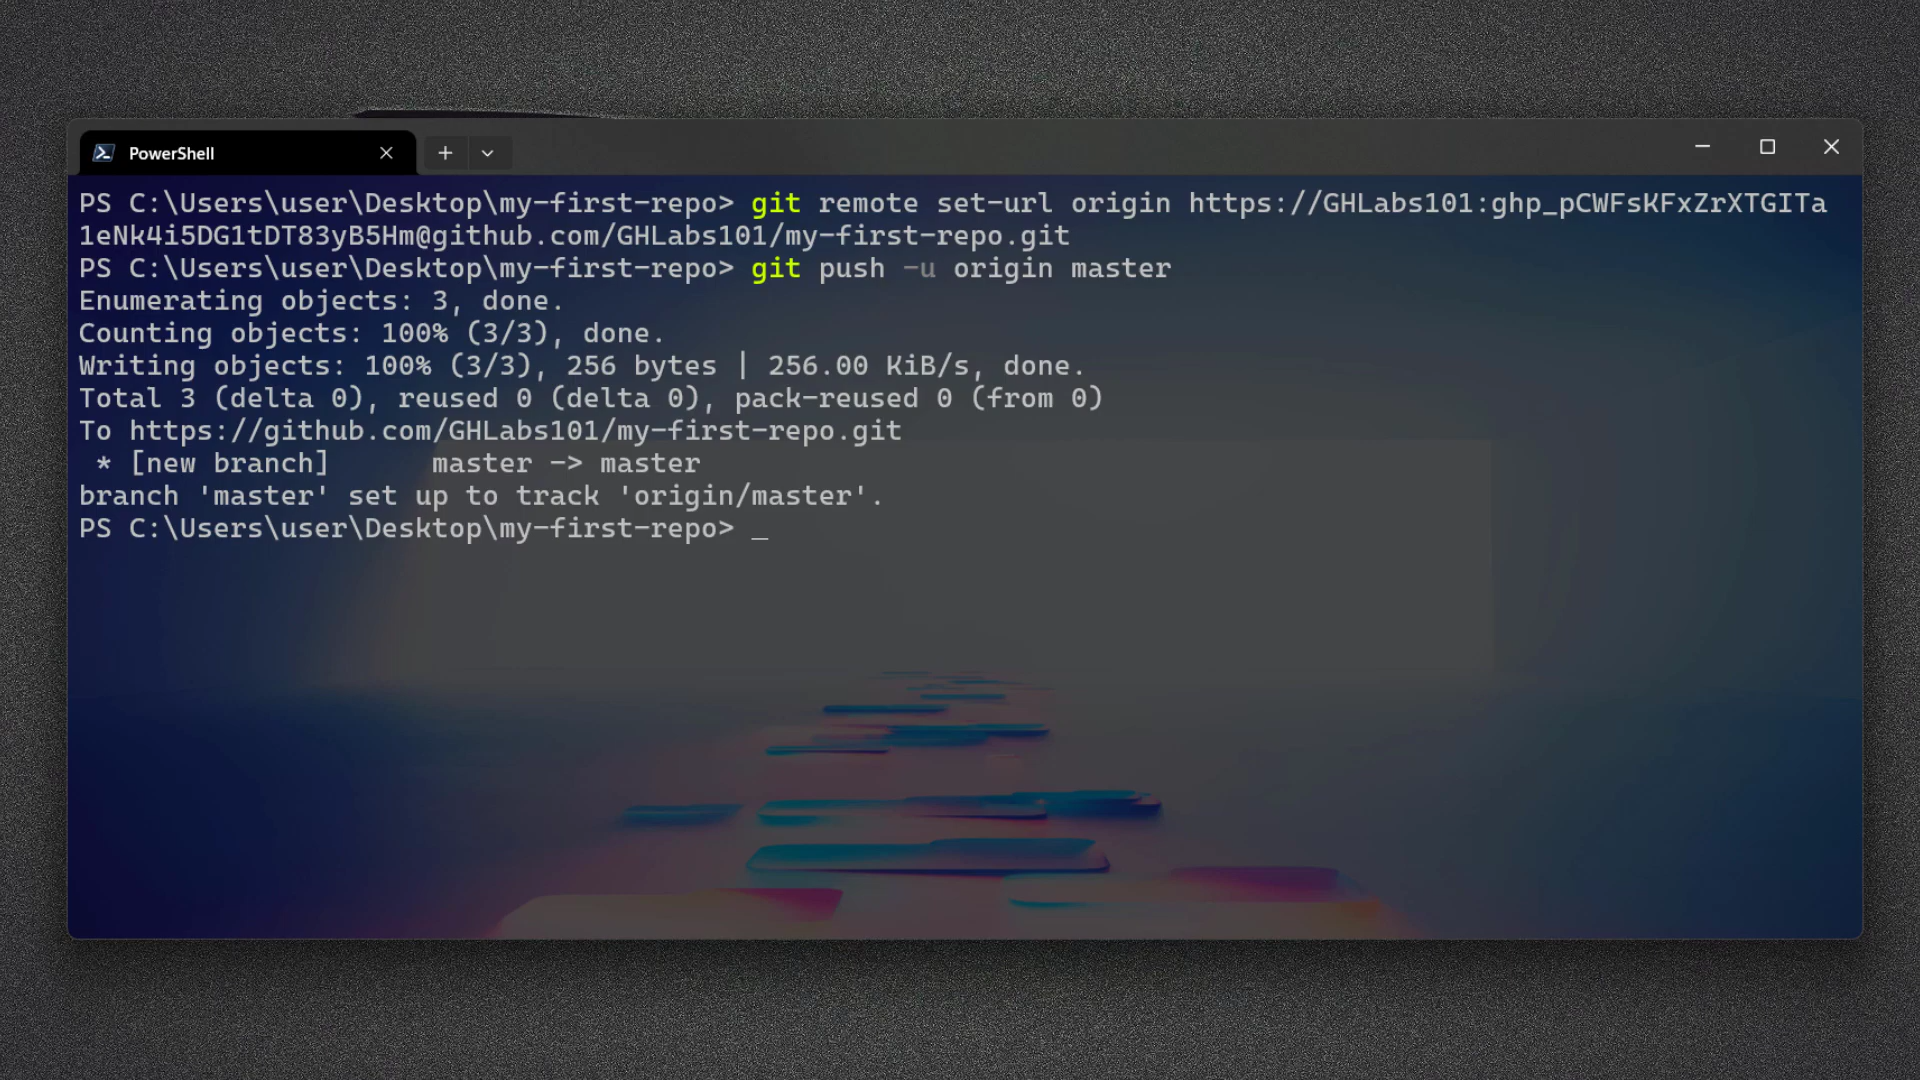 PowerShell
PS C:\Users\user\Desktop\my-first-repo> git remote set-url origin https://GHLabs101:ghp_pCWFsKFxZrXTGITa
1eNk4i5DG1tDT83yB5Hm@github.com/GHLabs101/my-first-repo.git
PS C:\Users\user\Desktop\my-first-repo> git push -u origin master
Enumerating objects: 3, done.
Counting objects: 100% (3/3), done.
Writing objects: 100% (3/3), 256 bytes | 256.00 KiB/s, done.
Total 3 (delta 0), reused 0 (delta 0), pack-reused 0 (from 0)
To https://github.com/GHLabs101/my-first-repo.git
 * [new branch]      master -> master
branch 'master' set up to track 'origin/master'.
PS C:\Users\user\Desktop\my-first-repo> _